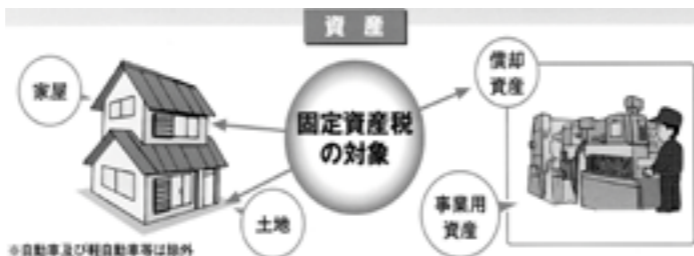 資産
家屋
償却
資産
固定資産税
の対象
土地
事業用
資産
※自動車及び軽自動車等は除外